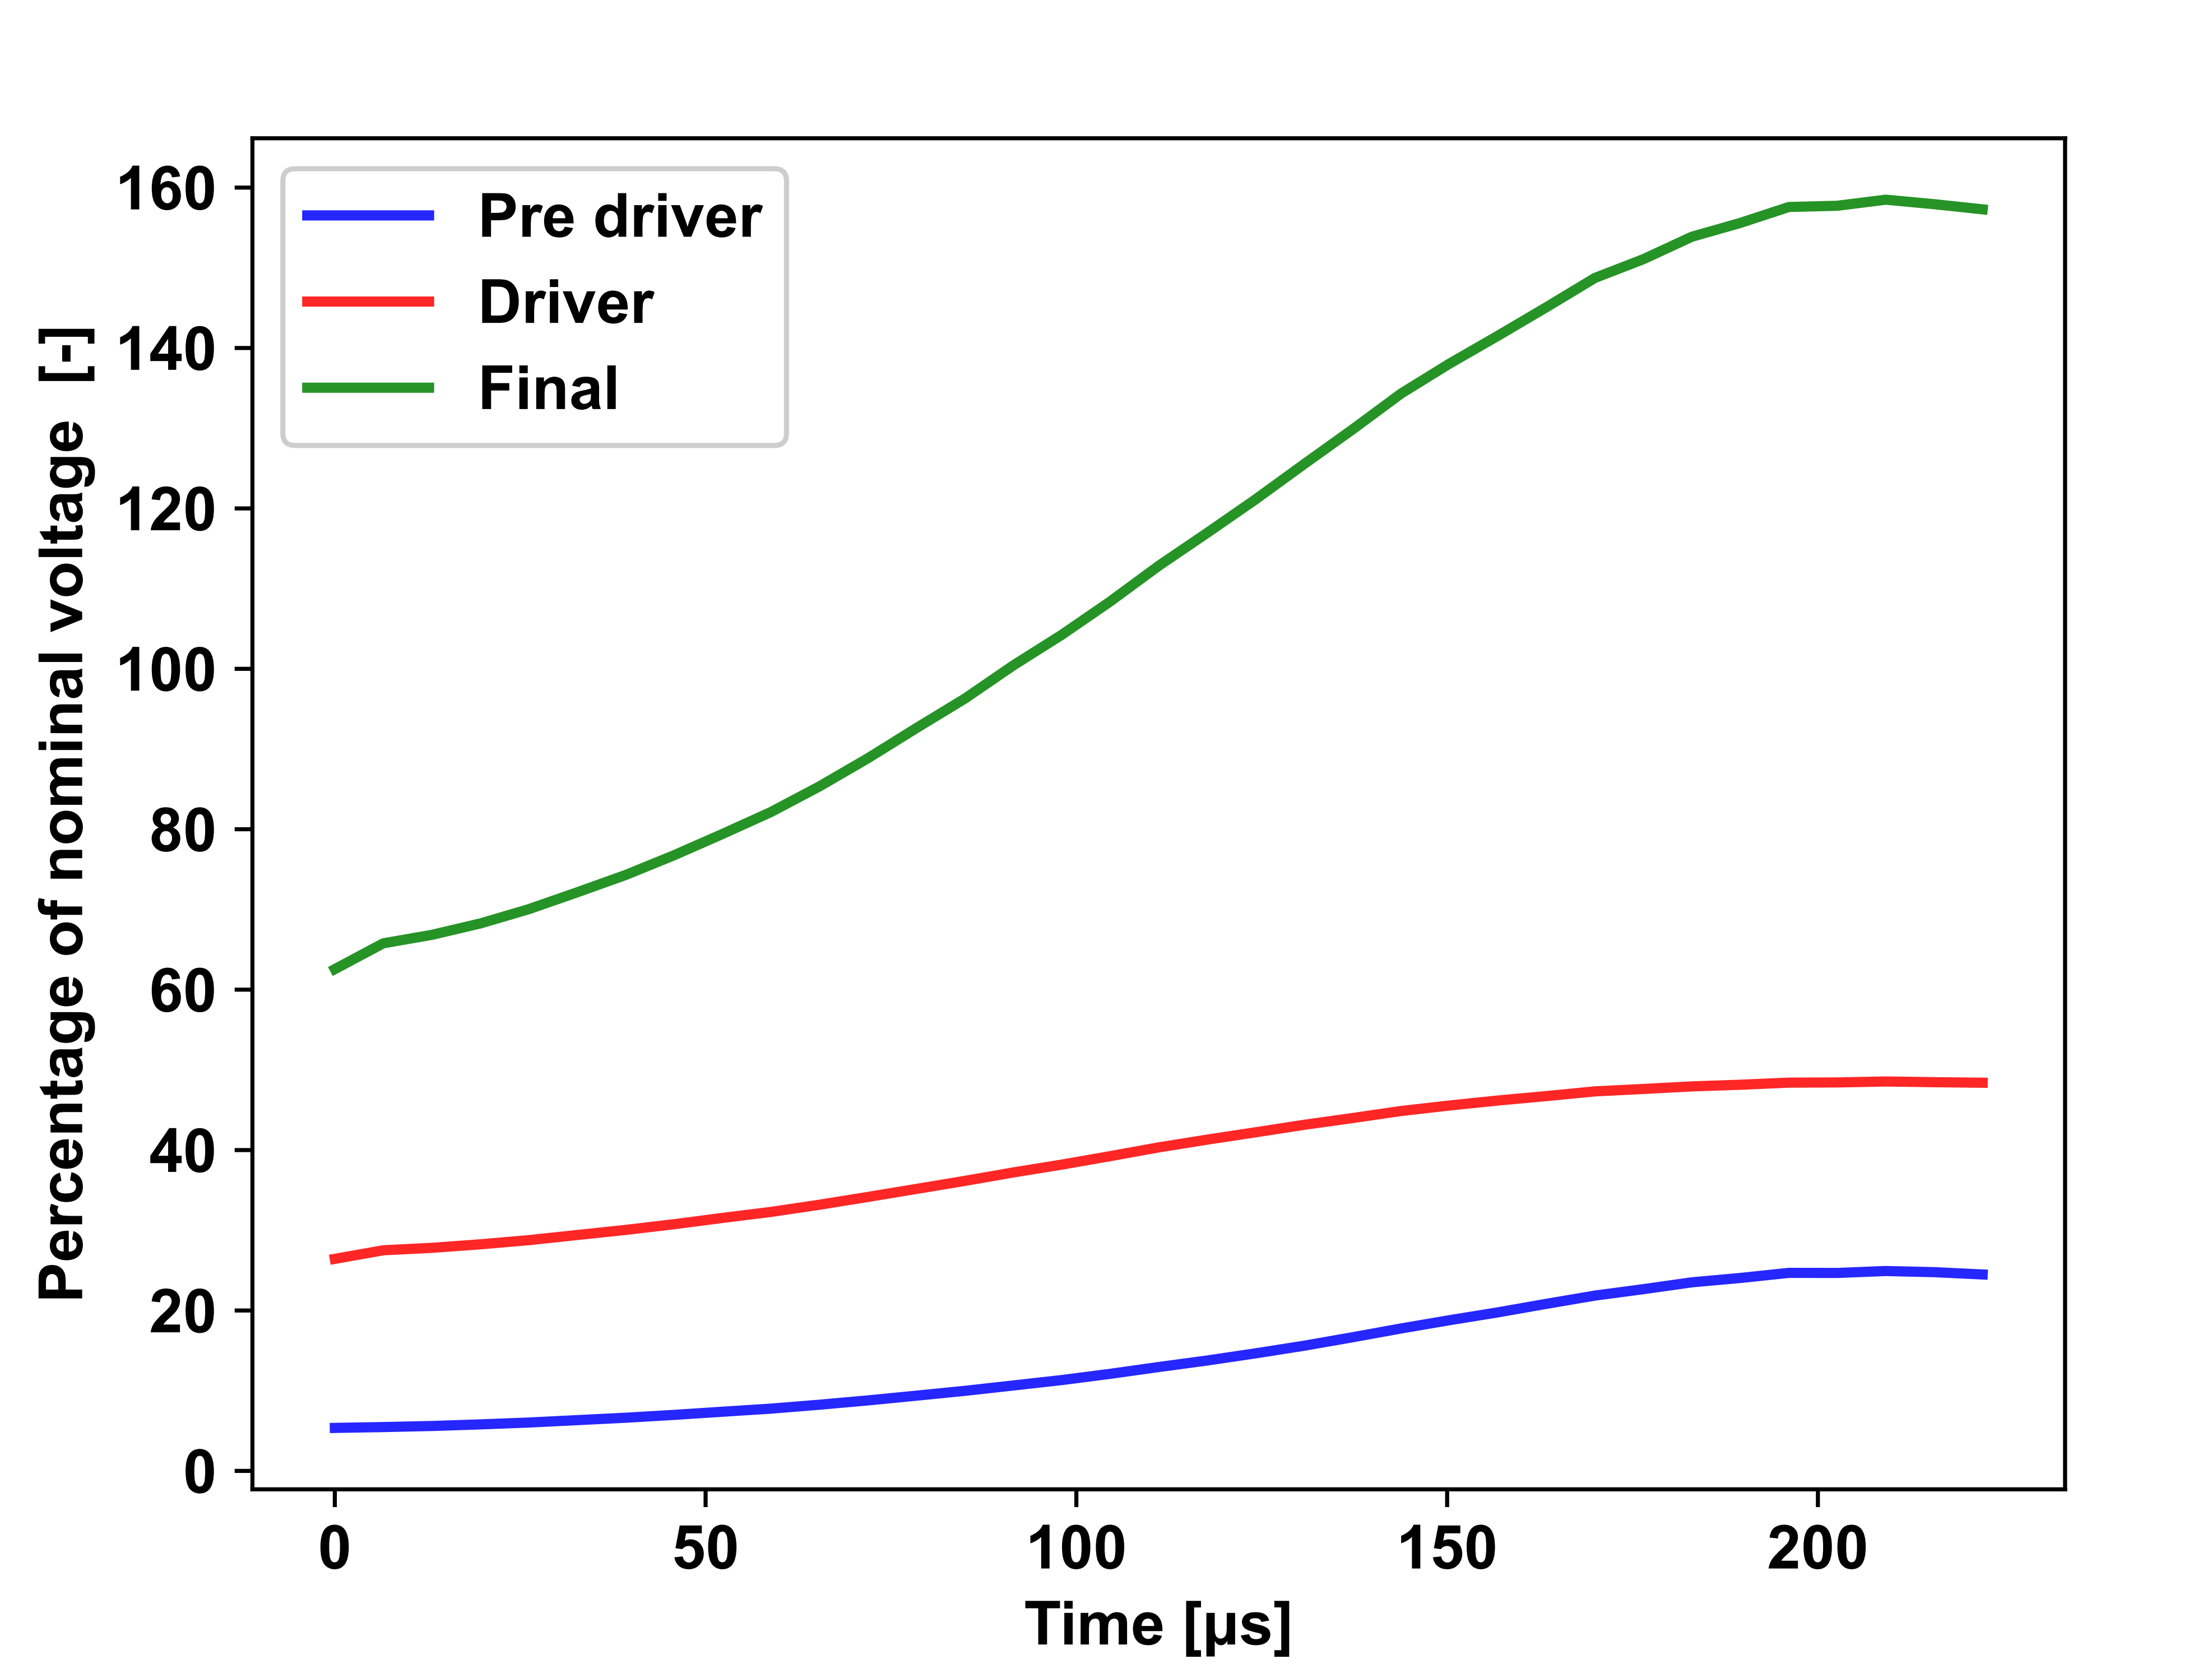 Pre driver
Driver
Final
Percentage of nominal voltage [-]
160
140
120
100
80
60
40
20
0
0 50 100 150 200
Time [µs]